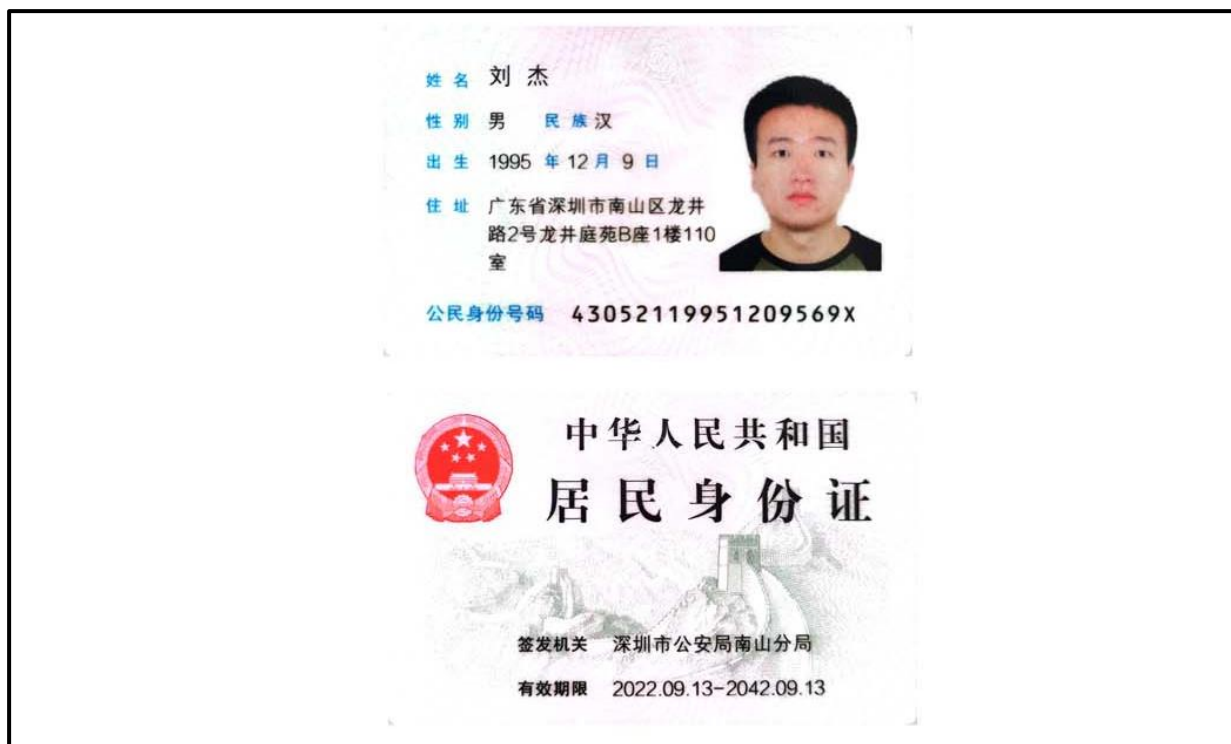 姓名 刘杰
性别 男 民族 汉
出生 1995 年 12 月 9 日
住址 广东省深圳市南山区龙井
路2号龙井庭苑B座1楼110
室
公民身份号码 43052119951209569X
中华人民共和国
居民身份证
签发机关 深圳市公安局南山分局
有效期限 2022.09.13-2042.09.13